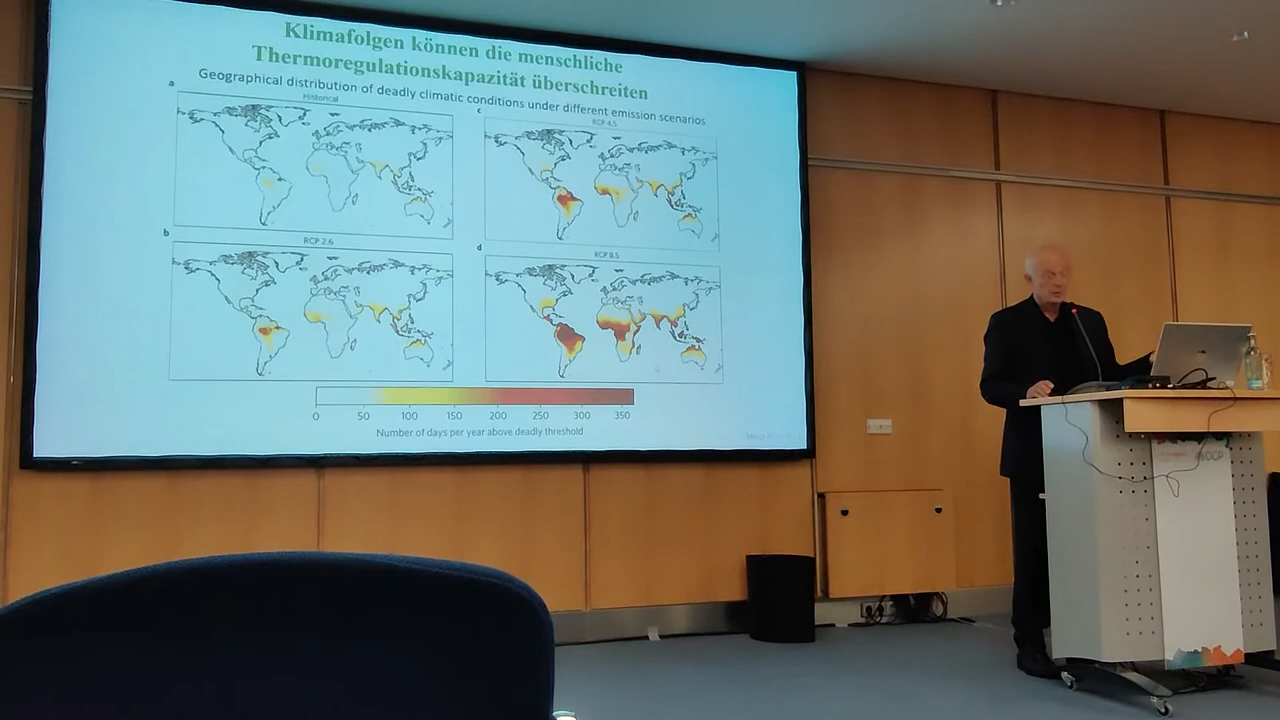 Klimafolgen können die menschliche
Thermoregulationskapazität überschreiten
Geographical distribution of deadly climatic conditions under different emission scenarios
a
Historical
c
RCP 4.5
b
RCP 2.6
d
RCP 8.5
0 50 100 150 200 250 300 350
Number of days per year above deadly threshold
DCP